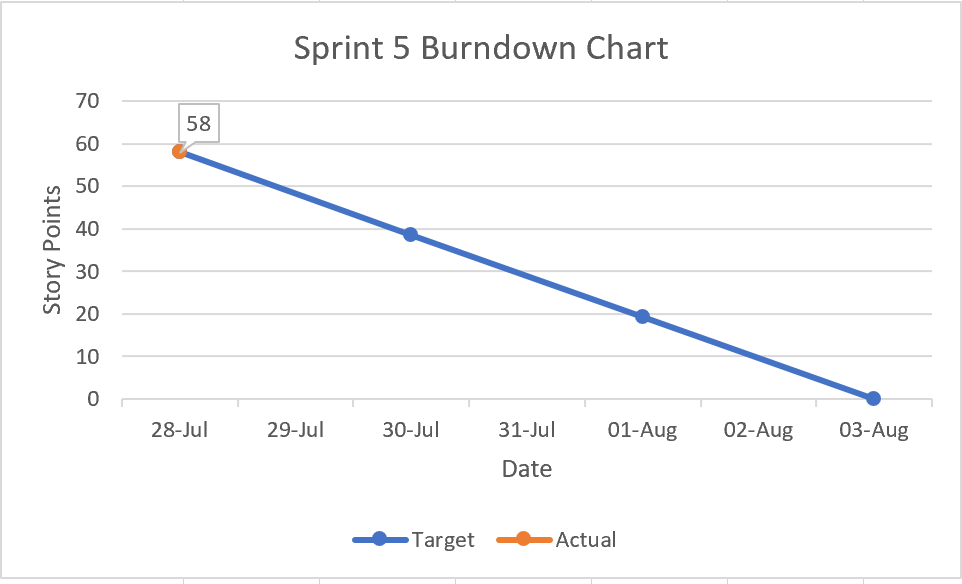 Sprint 5 Burndown Chart
70
58
60
50
40
30
20
10
0
Story Points
28-Jul 29-Jul 30-Jul 31-Jul 01-Aug 02-Aug 03-Aug
Date
Target Actual